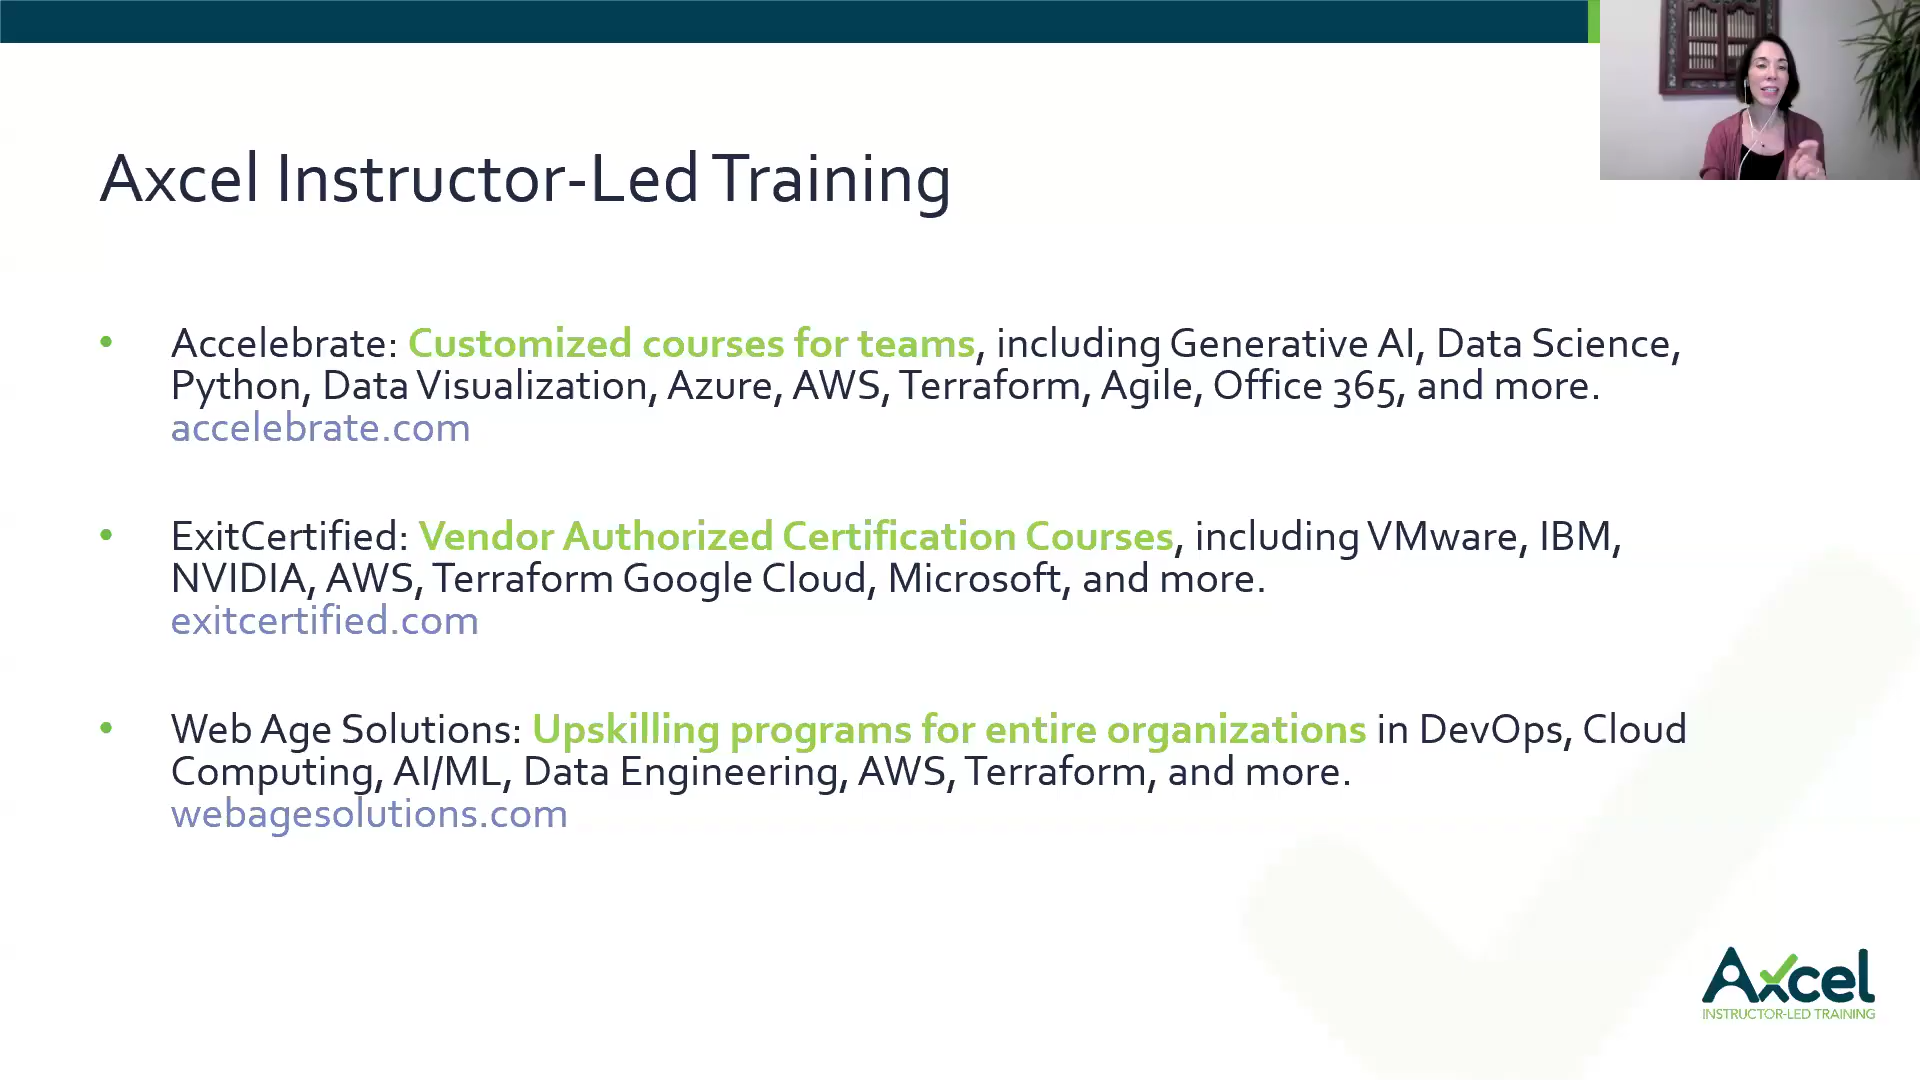 Axcel Instructor-Led Training
• Accelebrate: Customized courses for teams, including Generative AI, Data Science,
Python, Data Visualization, Azure, AWS, Terraform, Agile, Office 365, and more.
accelebrate.com
• ExitCertified: Vendor Authorized Certification Courses, including VMware, IBM,
NVIDIA, AWS, Terraform Google Cloud, Microsoft, and more.
exitcertified.com
• Web Age Solutions: Upskilling programs for entire organizations in DevOps, Cloud
Computing, AI/ML, Data Engineering, AWS, Terraform, and more.
webagesolutions.com
Axcel
INSTRUCTOR-LED TRAINING